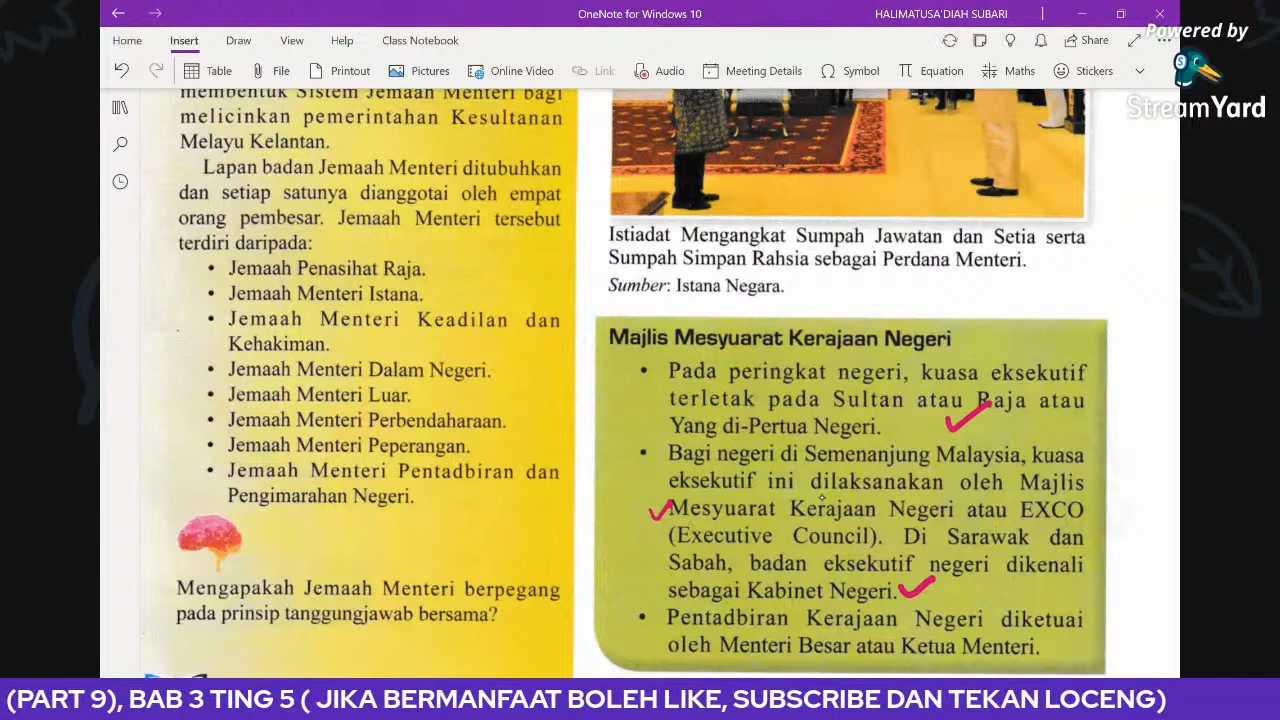 OneNote for Windows 10
HALIMATUSA'DIAH SUBARI
Powered by
StreamYard
Home
Insert
Draw
View
Help
Class Notebook
Share
Table
File
Printout
Pictures
Online Video
Link
Audio
Meeting Details
Symbol
Equation
Maths
Stickers
membentuk Sistem Jemaah Menteri bagi
melicinkan pemerintahan Kesultanan
Melayu Kelantan.
Lapan badan Jemaah Menteri ditubuhkan
dan setiap satunya dianggotai oleh empat
orang pembesar. Jemaah Menteri tersebut
terdiri daripada:
• Jemaah Penasihat Raja.
• Jemaah Menteri Istana.
• Jemaah Menteri Keadilan dan
Kehakiman.
• Jemaah Menteri Dalam Negeri.
• Jemaah Menteri Luar.
• Jemaah Menteri Perbendaharaan.
• Jemaah Menteri Peperangan.
• Jemaah Menteri Pentadbiran dan
Pengimarahan Negeri.
Mengapakah Jemaah Menteri berpegang
pada prinsip tanggungjawab bersama?
Istiadat Mengangkat Sumpah Jawatan dan Setia serta
Sumpah Simpan Rahsia sebagai Perdana Menteri.
Sumber: Istana Negara.
Majlis Mesyuarat Kerajaan Negeri
• Pada peringkat negeri, kuasa eksekutif
terletak pada Sultan atau Raja atau
Yang di-Pertua Negeri.
• Bagi negeri di Semenanjung Malaysia, kuasa
eksekutif ini dilaksanakan oleh Majlis
Mesyuarat Kerajaan Negeri atau EXCO
(Executive Council). Di Sarawak dan
Sabah, badan eksekutif negeri dikenali
sebagai Kabinet Negeri.
• Pentadbiran Kerajaan Negeri diketuai
oleh Menteri Besar atau Ketua Menteri.
(PART 9), BAB 3 TING 5 ( JIKA BERMANFAAT BOLEH LIKE, SUBSCRIBE DAN TEKAN LOCENG)